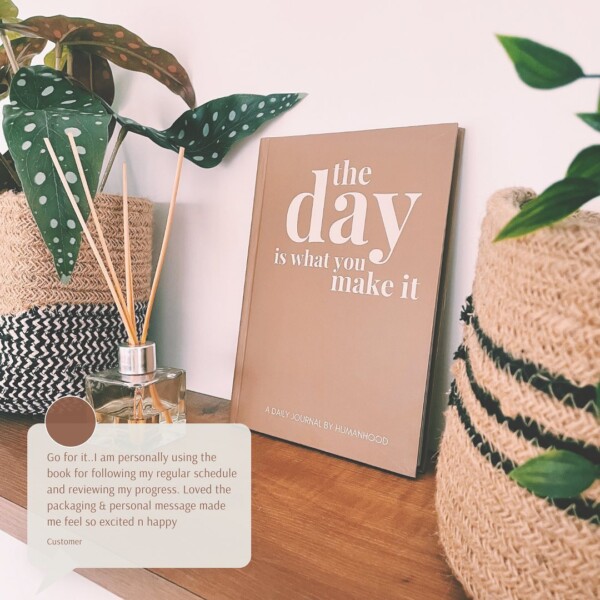 the
day
is what you
make it
A DAILY JOURNAL BY HUMANHOOD
Go for it..I am personally using the
book for following my regular schedule
and reviewing my progress. Loved the
packaging & personal message made
me feel so excited n happy
Customer